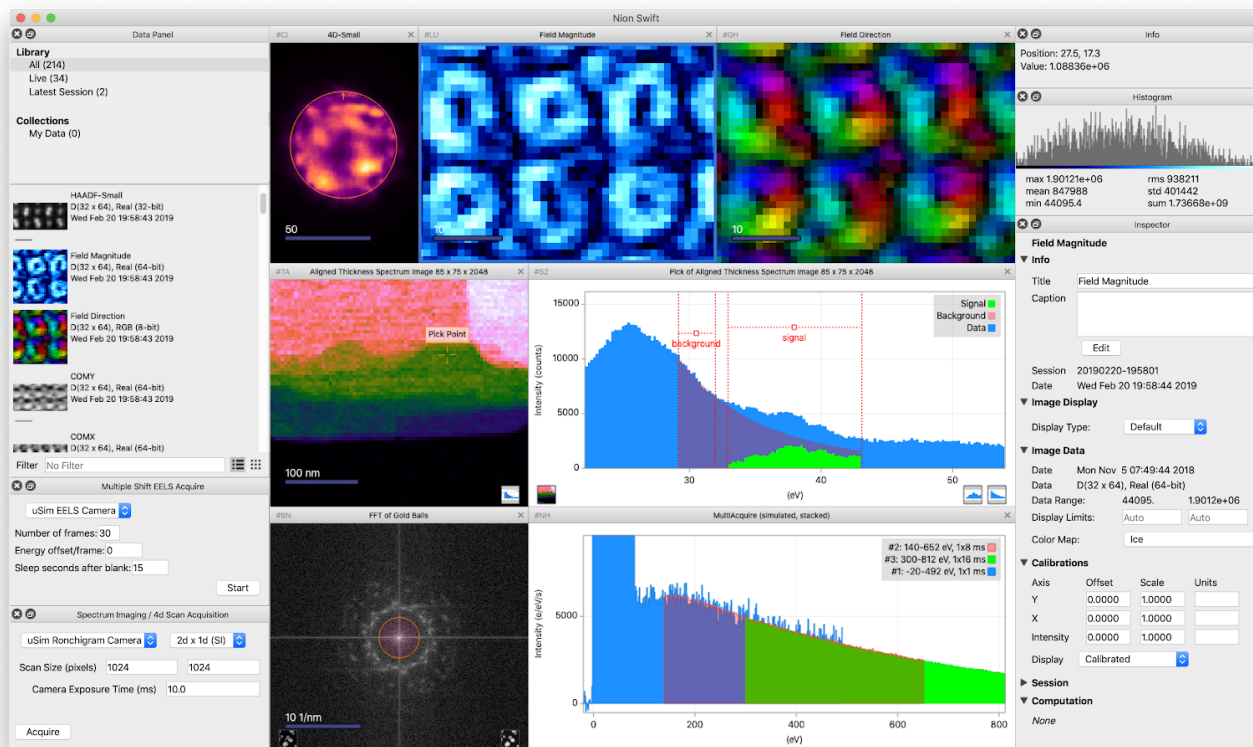 Nion Swift
Data Panel
Library
All (214)
Live (34)
Latest Session (2)
Collections
My Data (0)
HAADF-Small
D(32 x 64), Real (32-bit)
Wed Feb 20 19:58:43 2019
Field Magnitude
D(32 x 64), Real (64-bit)
Wed Feb 20 19:58:43 2019
Field Direction
D(32 x 64), RGB (8-bit)
Wed Feb 20 19:58:43 2019
COMY
D(32 x 64), Real (64-bit)
Wed Feb 20 19:58:43 2019
COMX
D(32 x 64), Real (64-bit)
Filter No Filter
Multiple Shift EELS Acquire
uSim EELS Camera
Number of frames: 30
Energy offset/frame: 0
Sleep seconds after blank: 15
Start
Spectrum Imaging / 4d Scan Acquisition
uSim Ronchigram Camera 2d x 1d (SI)
Scan Size (pixels) 1024 1024
Camera Exposure Time (ms) 10.0
Acquire
#CI 4D-Small
50
#LU Field Magnitude
10
#GH Field Direction
10
#TA Aligned Thickness Spectrum Image 85 x 75 x 2048
Pick Point
100 nm
#SZ Pick of Aligned Thickness Spectrum Image 85 x 75 x 2048
Signal
Background
Data
background
signal
15000
10000
5000
0
Intensity (counts)
30 40 50
(eV)
#BN FFT of Gold Balls
10 1/nm
#NH MultiAcquire (simulated, stacked)
#2: 140-652 eV, 1x8 ms
#3: 300-812 eV, 1x16 ms
#1: -20-492 eV, 1x1 ms
5000
0
Intensity (e/eV/s)
0 200 400 600 800
(eV)
Info
Position: 27.5, 17.3
Value: 1.08836e+06
Histogram
max 1.90121e+06 rms 938211
mean 847988 std 401442
min 44095.4 sum 1.73668e+09
Inspector
Field Magnitude
Info
Title Field Magnitude
Caption
Edit
Session 20190220-195801
Date Wed Feb 20 19:58:44 2019
Image Display
Display Type: Default
Image Data
Date Mon Nov 5 07:49:44 2018
Data D(32 x 64), Real (64-bit)
Data Range: 44095. 1.9012e+06
Display Limits: Auto Auto
Color Map: Ice
Calibrations
Axis Offset Scale Units
Y 0.0000 1.0000
X 0.0000 1.0000
Intensity 0.0000 1.0000
Display Calibrated
Session
Computation
None